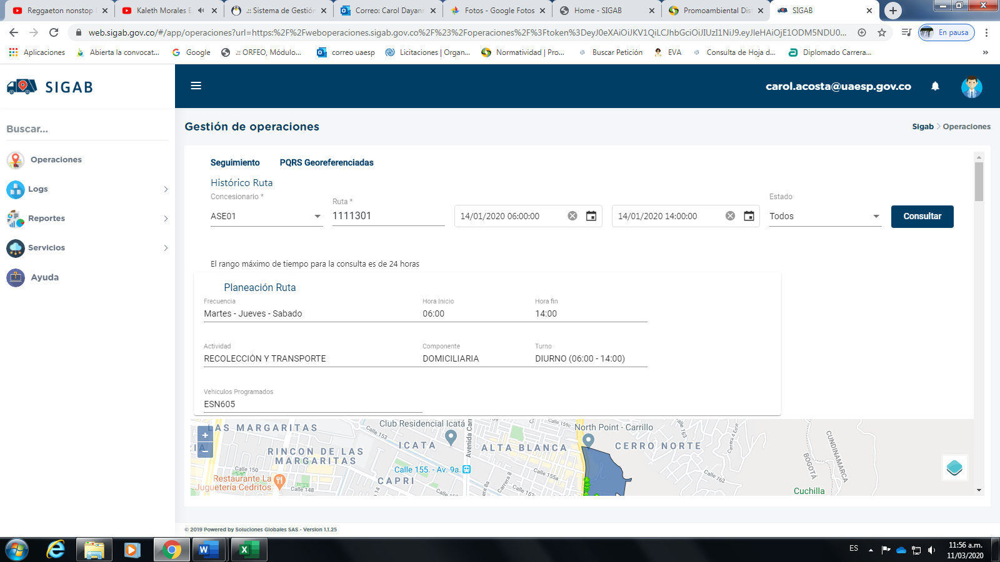 Reggaeton nonstop
Kaleth Morales E
.:: Sistema de Gestión
Correo: Carol Dayann
Fotos - Google Fotos
Home - SIGAB
Promoambiental Dis
SIGAB
web.sigab.gov.co/#/app/operaciones?url=https:%2F%2Fweboperaciones.sigab.gov.co%2F%23%2Foperaciones%2F%3Ftoken%3DeyJ0eXAiOiJKV1QiLCJhbGciOiJIUzI1NiJ9.eyJleHAiOjE1ODM5NDU0...
En pausa
Aplicaciones
Abierta la convocat...
Google
.:: ORFEO, Módulo...
correo uaesp
Licitaciones | Organ...
Normatividad | Pro...
Buscar Petición
EVA
Consulta de Hoja d...
Diplomado Carrera...
»
SIGAB
carol.acosta@uaesp.gov.co
Buscar...
Operaciones
Logs
Reportes
Servicios
Ayuda
Gestión de operaciones
Sigab > Operaciones
Seguimiento PQRS Georeferenciadas
Histórico Ruta
Concesionario *
ASE01
Ruta *
1111301
14/01/2020 06:00:00
14/01/2020 14:00:00
Estado
Todos
Consultar
El rango máximo de tiempo para la consulta es de 24 horas
Planeación Ruta
Frecuencia Hora Inicio Hora fin
Martes - Jueves - Sabado 06:00 14:00
Actividad Componente Turno
RECOLECCIÓN Y TRANSPORTE DOMICILIARIA DIURNO (06:00 - 14:00)
Vehiculos Programados
ESN605
+
−
LAS MARGARITAS
RIA
RINCON DE LAS
MARGARITAS
Calle 153
Club Residencial Icatá
ICATA
Avenida Carr
ALTA BLANCA
Calle 159c
North Point - Carrillo
CERRO NORTE
Calle 163
Carrera 4 Este
CUNDINAMARCA
BOGOTÁ
Calle 150
Calle 155. - Av. 9a.
Restaurante La
Juguetería Cedritos
CAPRI
Calle 148
Carrera 8
Calle 155a
Calle 162
Cuchilla
© 2019 Powered by Soluciones Globales SAS - Version 1.1.25
ES
11:56 a.m.
11/03/2020